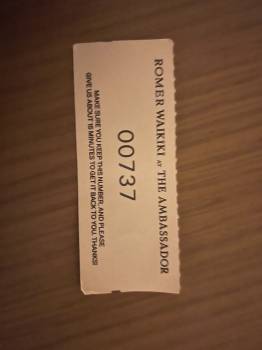 ROMER WAIKIKI AT THE AMBASSADOR
00737
MAKE SURE YOU KEEP THIS NUMBER, AND PLEASE
GIVE US ABOUT 15 MINUTES TO GET IT BACK TO YOU. THANKS!